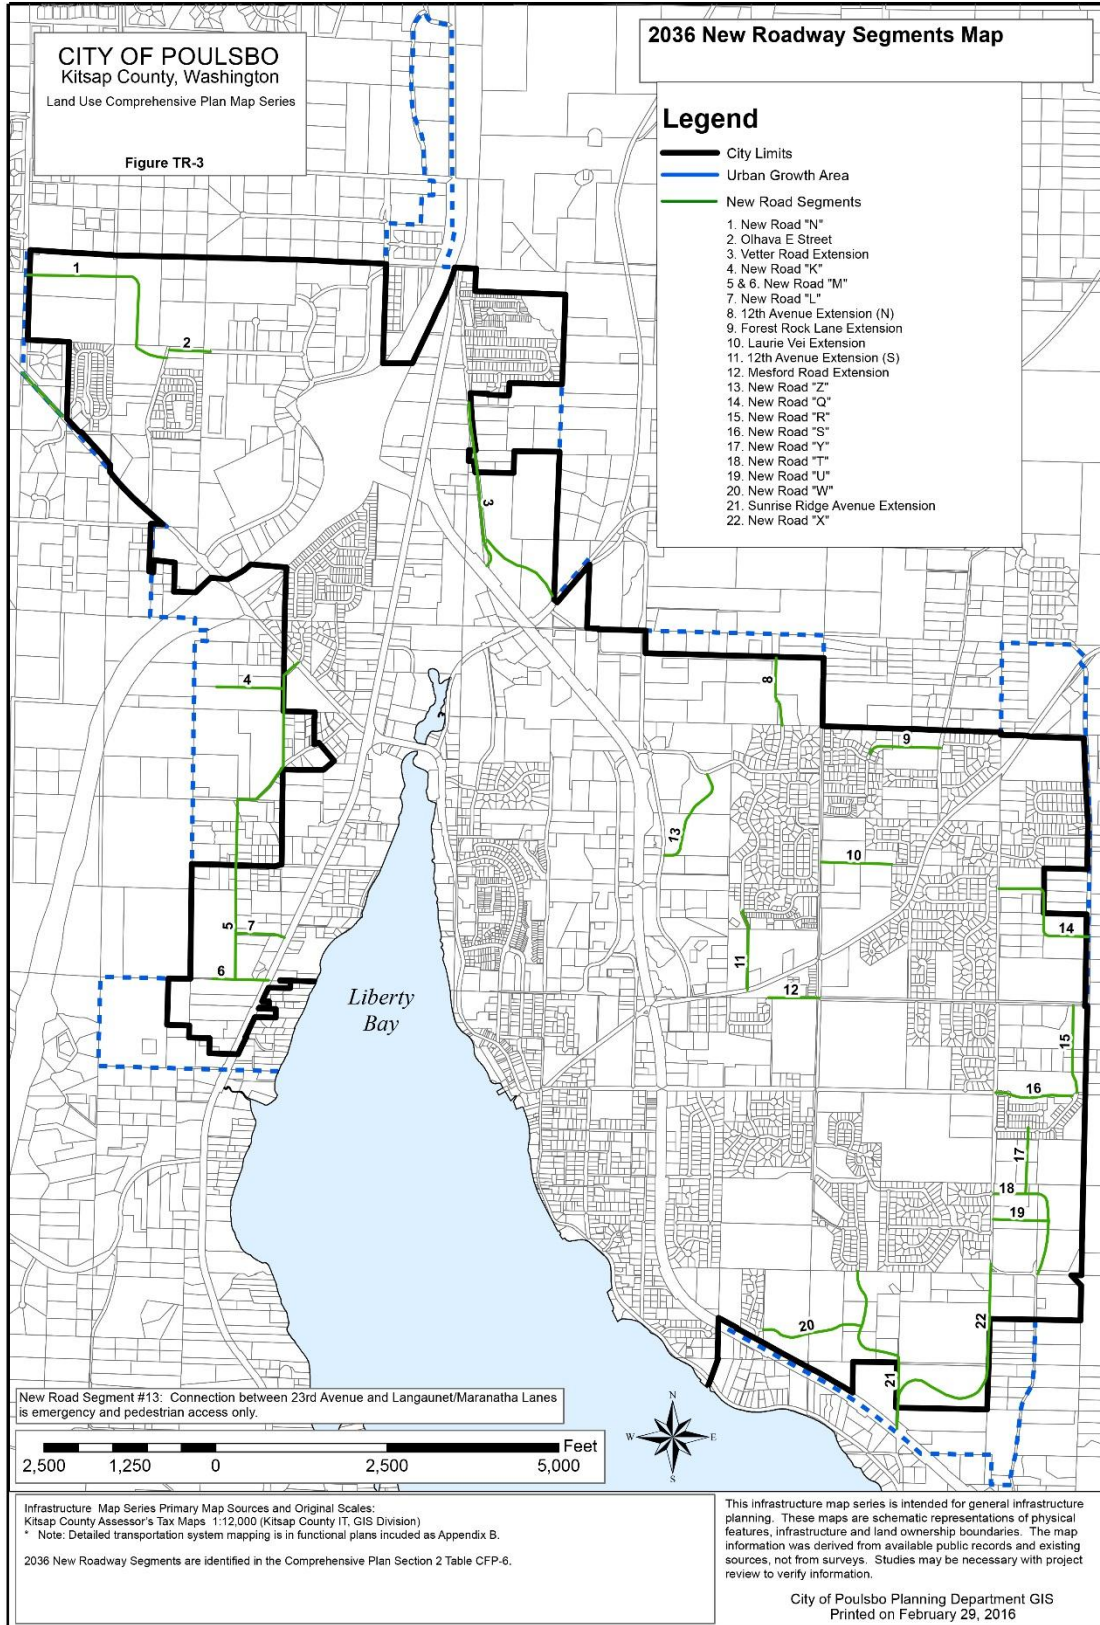 CITY OF POULSBO
Kitsap County, Washington
Land Use Comprehensive Plan Map Series
Figure TR-3
2036 New Roadway Segments Map
Legend
City Limits
Urban Growth Area
New Road Segments
1. New Road "N"
2. Olhava E Street
3. Vetter Road Extension
4. New Road "K"
5 & 6. New Road "M"
7. New Road "L"
8. 12th Avenue Extension (N)
9. Forest Rock Lane Extension
10. Laurie Vei Extension
11. 12th Avenue Extension (S)
12. Mesford Road Extension
13. New Road "Z"
14. New Road "Q"
15. New Road "R"
16. New Road "S"
17. New Road "Y"
18. New Road "T"
19. New Road "U"
20. New Road "W"
21. Sunrise Ridge Avenue Extension
22. New Road "X"
1
2
3
4
8
9
13
10
5
7
14
11
6
12
Liberty
Bay
15
16
17
18
19
20
22
21
New Road Segment #13: Connection between 23rd Avenue and Langaunet/Maranatha Lanes
is emergency and pedestrian access only.
N
W
E
S
Feet
2,500
1,250
0
2,500
5,000
Infrastructure Map Series Primary Map Sources and Original Scales:
Kitsap County Assessor's Tax Maps 1:12,000 (Kitsap County IT, GIS Division)
* Note: Detailed transportation system mapping is in functional plans incuded as Appendix B.
2036 New Roadway Segments are identified in the Comprehensive Plan Section 2 Table CFP-6.
This infrastructure map series is intended for general infrastructure
planning. These maps are schematic representations of physical
features, infrastructure and land ownership boundaries. The map
information was derived from available public records and existing
sources, not from surveys. Studies may be necessary with project
review to verify information.
City of Poulsbo Planning Department GIS
Printed on February 29, 2016